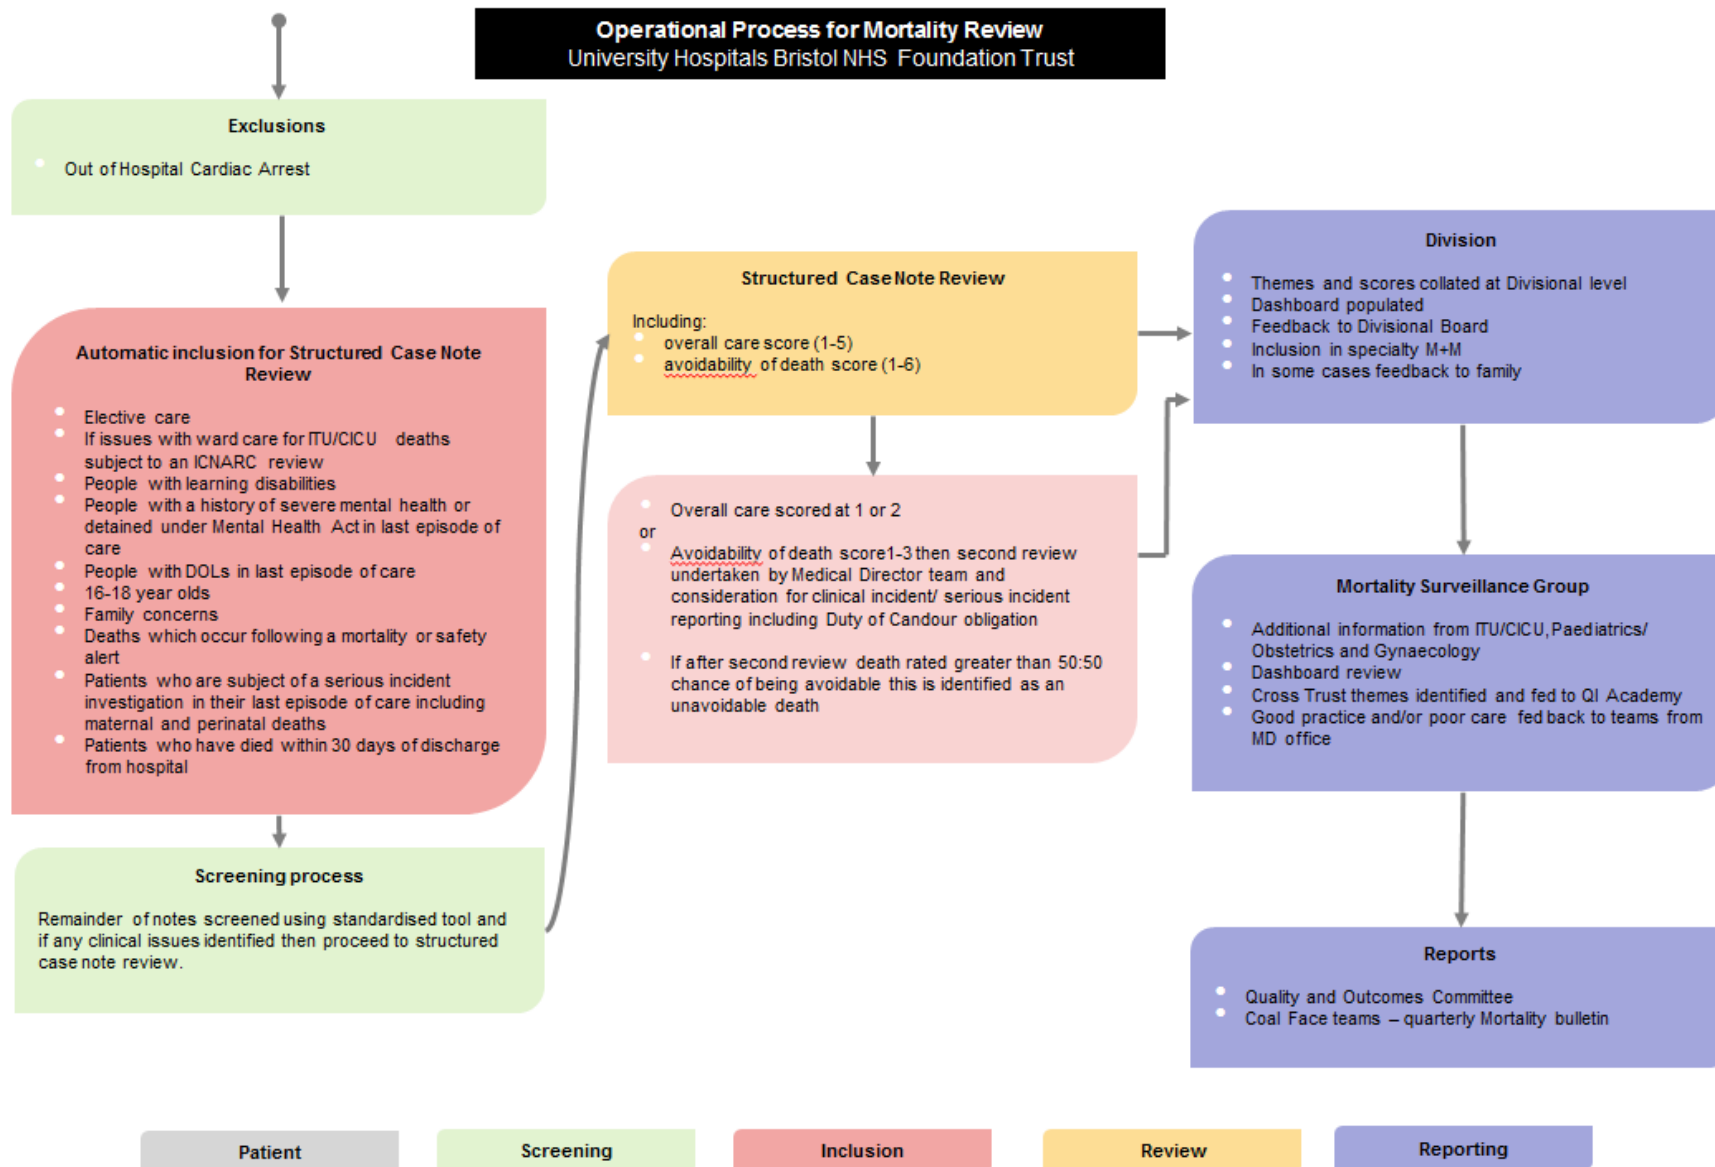 Operational Process for Mortality Review
University Hospitals Bristol NHS Foundation Trust
Exclusions
Out of Hospital Cardiac Arrest
Automatic inclusion for Structured Case Note
Review
Elective care
If issues with ward care for ITU/CICU deaths
subject to an ICNARC review
People with learning disabilities
People with a history of severe mental health or
detained under Mental Health Act in last episode of
care
People with DOLs in last episode of care
16-18 year olds
Family concerns
Deaths which occur following a mortality or safety
alert
Patients who are subject of a serious incident
investigation in their last episode of care including
maternal and perinatal deaths
Patients who have died within 30 days of discharge
from hospital
Screening process
Remainder of notes screened using standardised tool and
if any clinical issues identified then proceed to structured
case note review.
Structured Case Note Review
Including:
overall care score (1-5)
avoidability of death score (1-6)
Overall care scored at 1 or 2
or
Avoidability of death score1-3 then second review
undertaken by Medical Director team and
consideration for clinical incident/ serious incident
reporting including Duty of Candour obligation
If after second review death rated greater than 50:50
chance of being avoidable this is identified as an
unavoidable death
Division
Themes and scores collated at Divisional level
Dashboard populated
Feedback to Divisional Board
Inclusion in specialty M+M
In some cases feedback to family
Mortality Surveillance Group
Additional information from ITU/CICU, Paediatrics/
Obstetrics and Gynaecology
Dashboard review
Cross Trust themes identified and fed to QI Academy
Good practice and/or poor care fed back to teams from
MD office
Reports
Quality and Outcomes Committee
Coal Face teams – quarterly Mortality bulletin
Patient
Screening
Inclusion
Review
Reporting